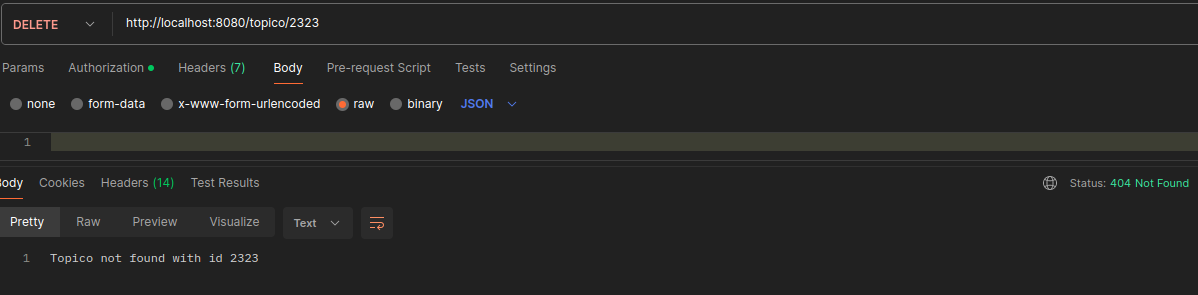 DELETE http://localhost:8080/topico/2323
Params Authorization Headers (7) Body Pre-request Script Tests Settings
none form-data x-www-form-urlencoded raw binary JSON
1
Body Cookies Headers (14) Test Results Status: 404 Not Found
Pretty Raw Preview Visualize Text
1 Topico not found with id 2323